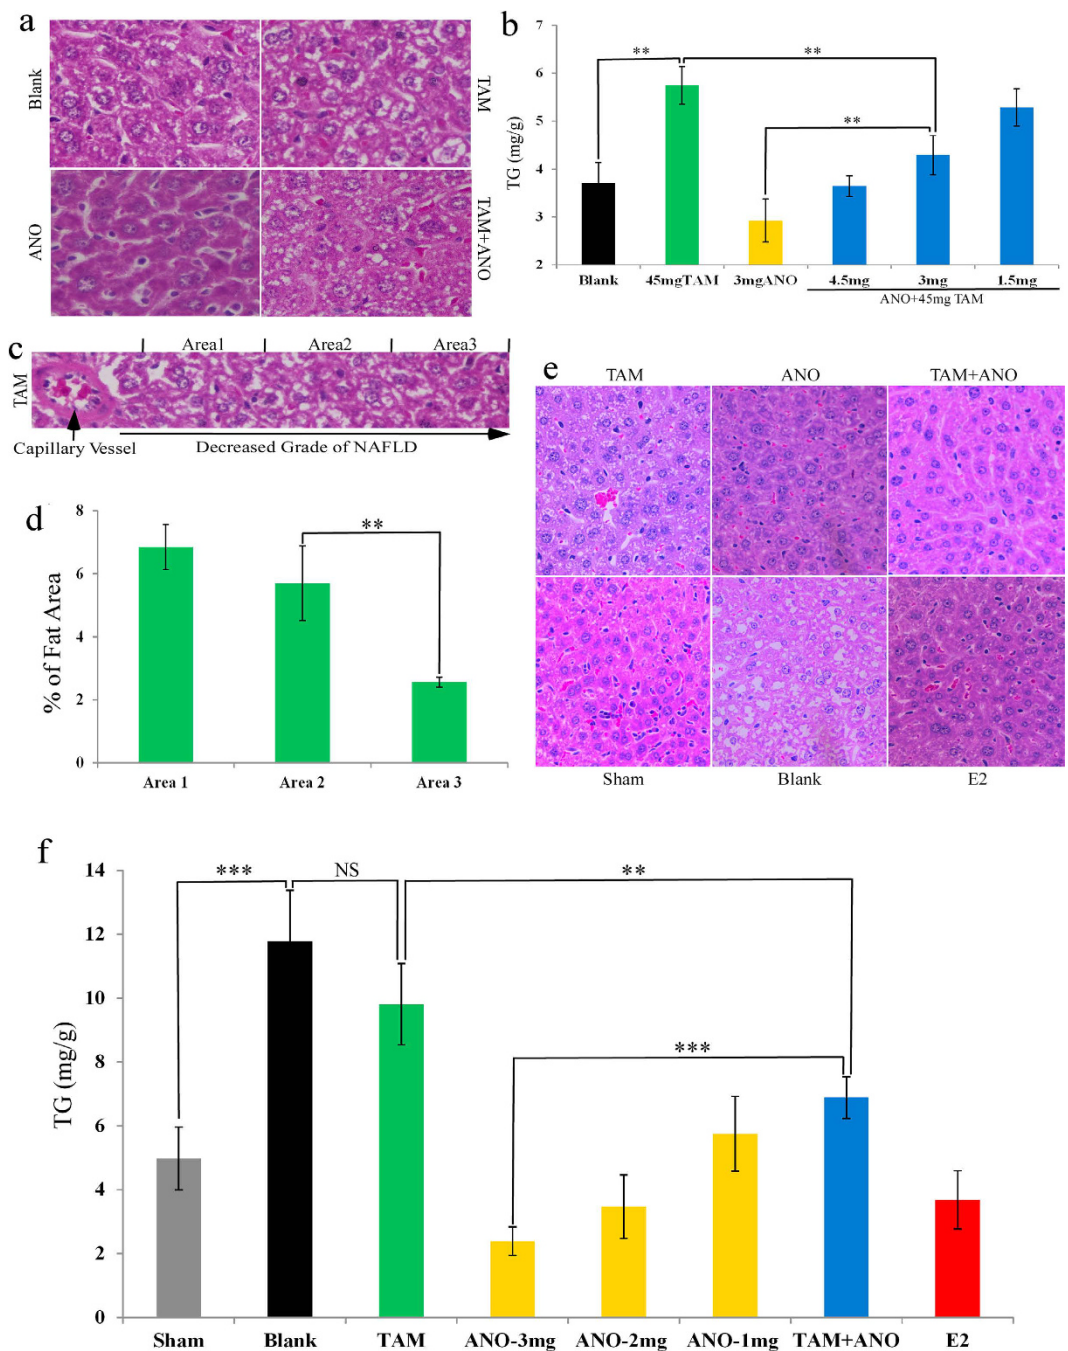 a
Blank
TAM
ANO
TAM+ANO
b
7
6
5
4
3
2
TG (mg/g)
**
**
**
Blank
45mgTAM
3mgANO
4.5mg
3mg
1.5mg
ANO+45mg TAM
c
Area1
Area2
Area3
TAM
Capillary Vessel
Decreased Grade of NAFLD
d
8
6
4
2
0
% of Fat Area
**
Area 1
Area 2
Area 3
e
TAM
ANO
TAM+ANO
Sham
Blank
E2
f
14
12
10
8
6
4
2
0
TG (mg/g)
***
NS
**
***
Sham
Blank
TAM
ANO-3mg
ANO-2mg
ANO-1mg
TAM+ANO
E2